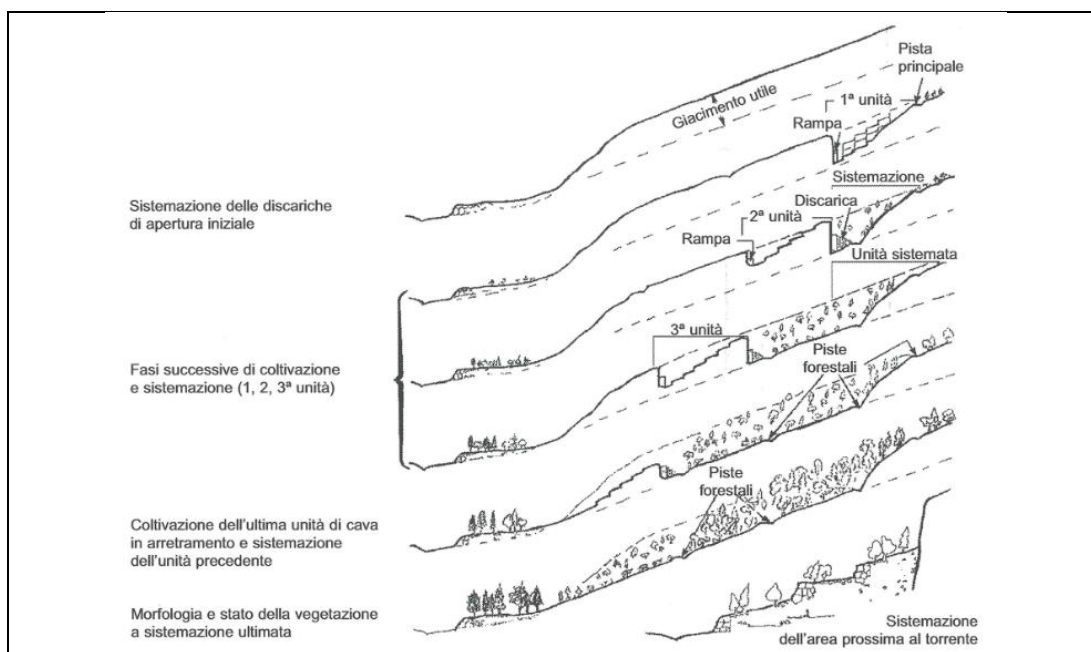 Pista
principale
Giacimento utile
1ª unità
Rampa
Sistemazione
Sistemazione delle discariche
di apertura iniziale
Discarica
2ª unità
Rampa
Unità sistemata
3ª unità
Fasi successive di coltivazione
e sistemazione (1, 2, 3ª unità)
Piste
forestali
Piste
forestali
Coltivazione dell'ultima unità di cava
in arretramento e sistemazione
dell'unità precedente
Morfologia e stato della vegetazione
a sistemazione ultimata
Sistemazione
dell'area prossima al torrente